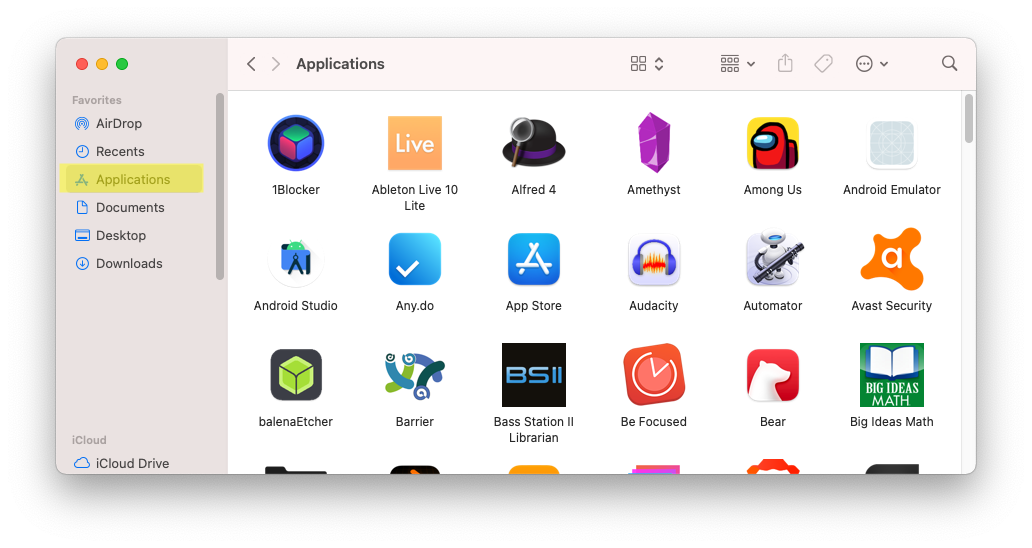 Applications
Favorites
AirDrop
Recents
Applications
Documents
Desktop
Downloads
iCloud
iCloud Drive
1Blocker
Live
Ableton Live 10
Lite
Alfred 4
Amethyst
Among Us
Android Emulator
Android Studio
Any.do
App Store
Audacity
Automator
a
Avast Security
balenaEtcher
Barrier
BSII
Bass Station II
Librarian
Be Focused
Bear
BIG IDEAS
MATH
Big Ideas Math